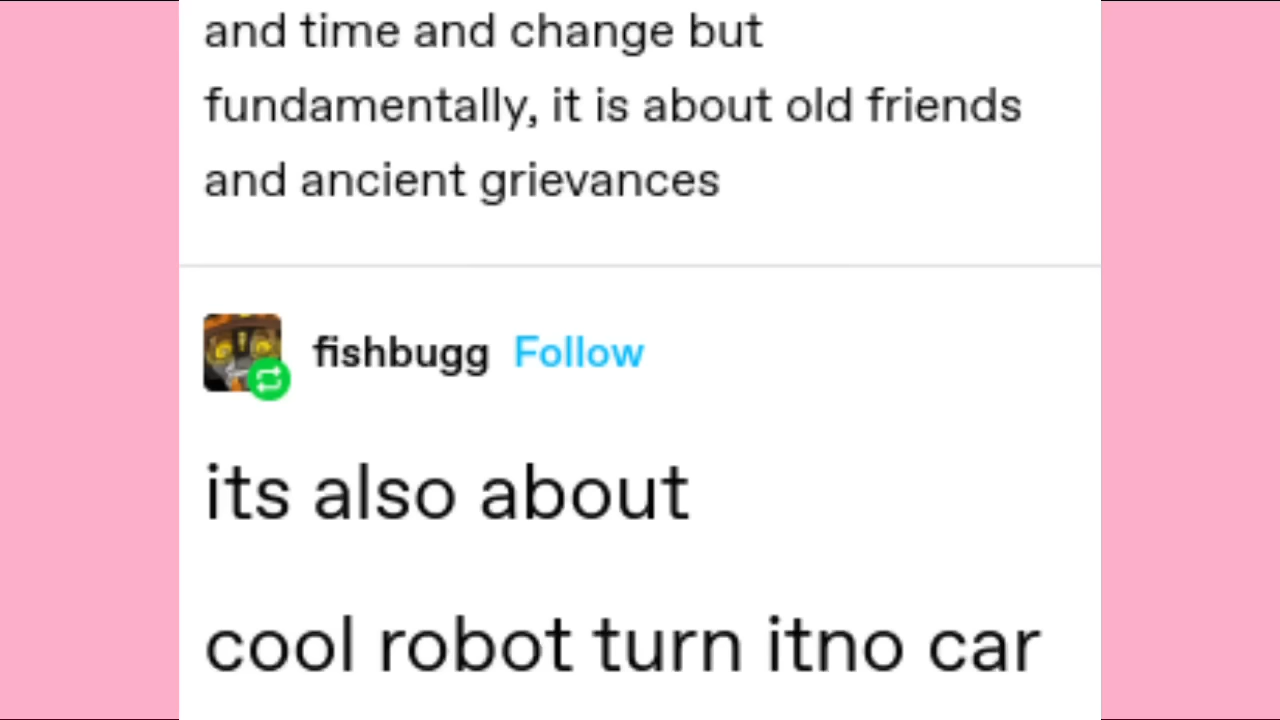 and time and change but
fundamentally, it is about old friends
and ancient grievances
fishbugg Follow
its also about
cool robot turn itno car